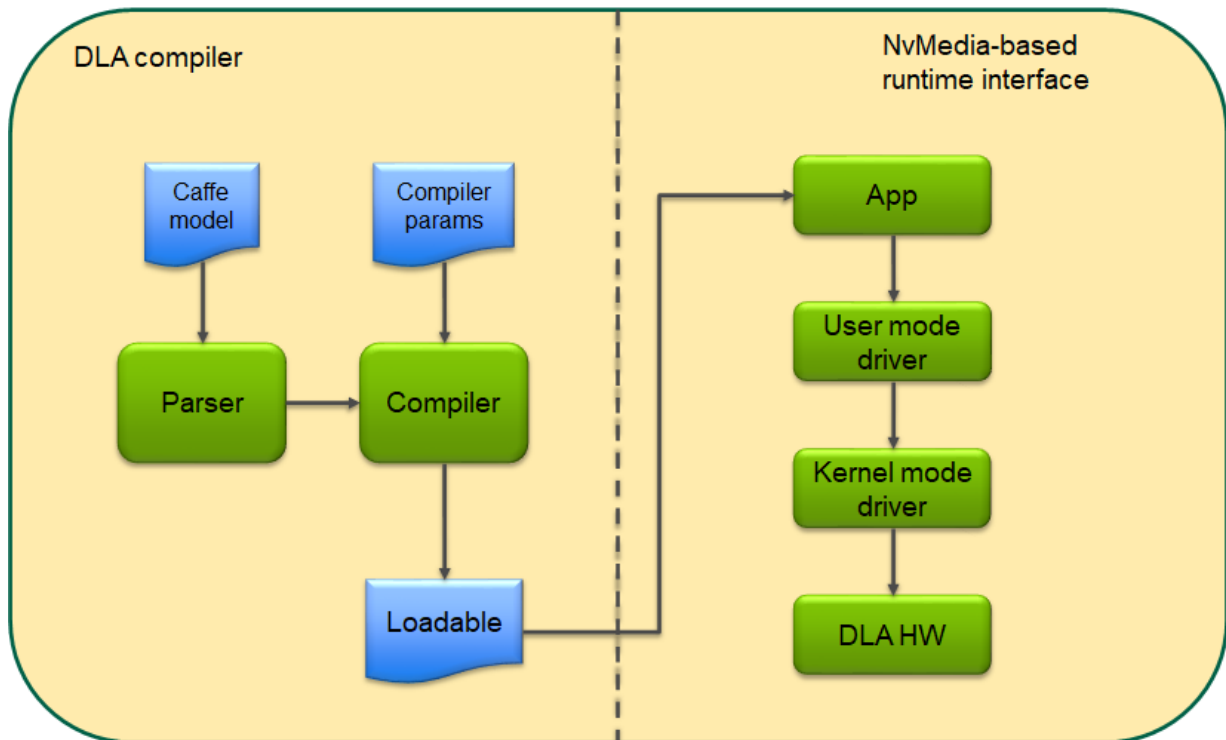 DLA compiler
NvMedia-based
runtime interface
Caffe
model
Compiler
params
App
User mode
driver
Parser
Compiler
Kernel mode
driver
Loadable
DLA HW